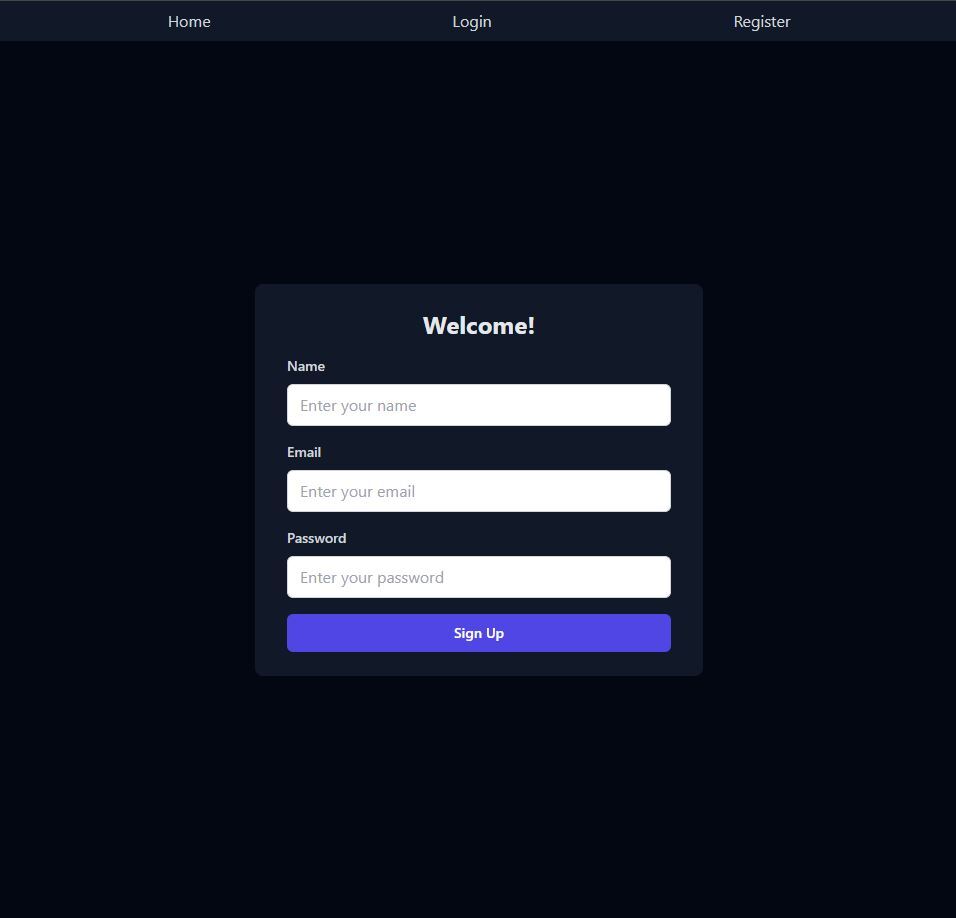 Home Login Register
Welcome!
Name
Enter your name
Email
Enter your email
Password
Enter your password
Sign Up